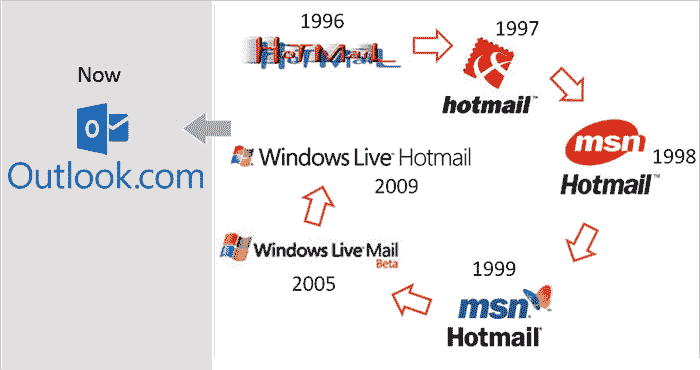 1996
HotMail
1997
hotmail™
msn
1998
Hotmail™
1999
msn
Hotmail
Windows Live Mail
Beta
2005
Windows Live Hotmail
2009
Now
O
Outlook.com